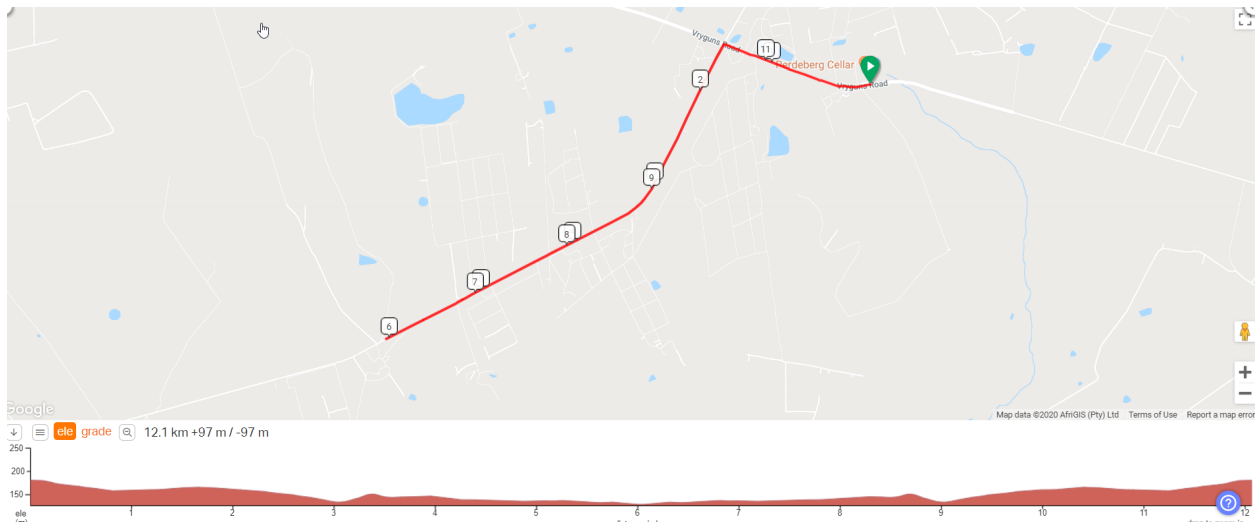 Vryguns Road
11
Perdeberg Cellar
2
Vryguns Road
9
8
7
6
Google
Map data ©2020 AfriGIS (Pty) Ltd Terms of Use Report a map error
ele grade 12.1 km +97 m / -97 m
250
200
150
ele
1 2 3 4 5 6 7 8 9 10 11 12